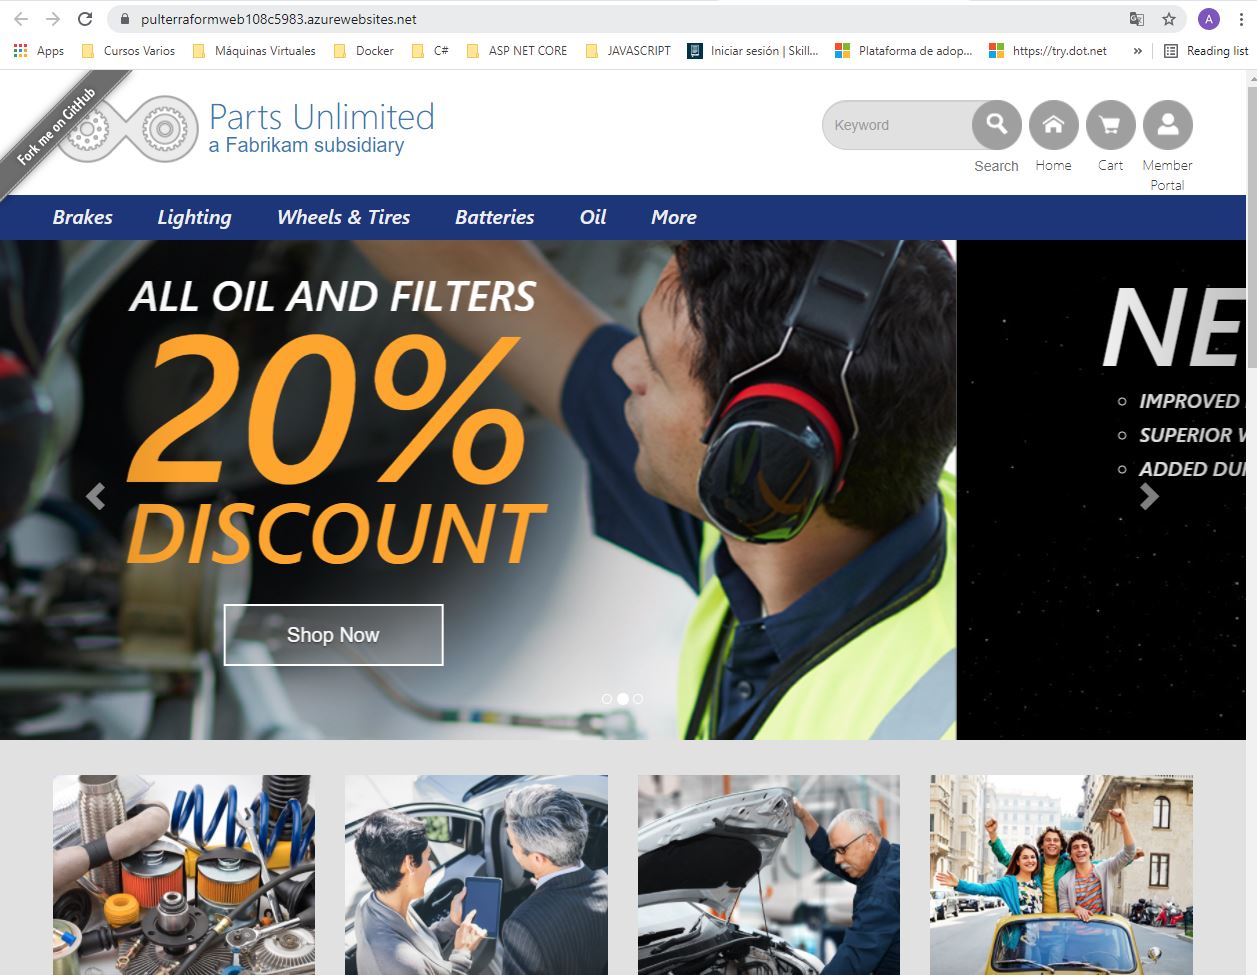 pulterraformweb108c5983.azurewebsites.net
A
Apps
Cursos Varios
Máquinas Virtuales
Docker
C#
ASP NET CORE
JAVASCRIPT
Iniciar sesión | Skill...
Plataforma de adop...
https://try.dot.net
»
Reading list
Fork me on GitHub
Parts Unlimited
a Fabrikam subsidiary
Keyword
Search
Home
Cart
Member
Portal
Brakes
Lighting
Wheels & Tires
Batteries
Oil
More
ALL OIL AND FILTERS
20%
DISCOUNT
Shop Now
NE
IMPROVED
SUPERIOR
ADDED DU